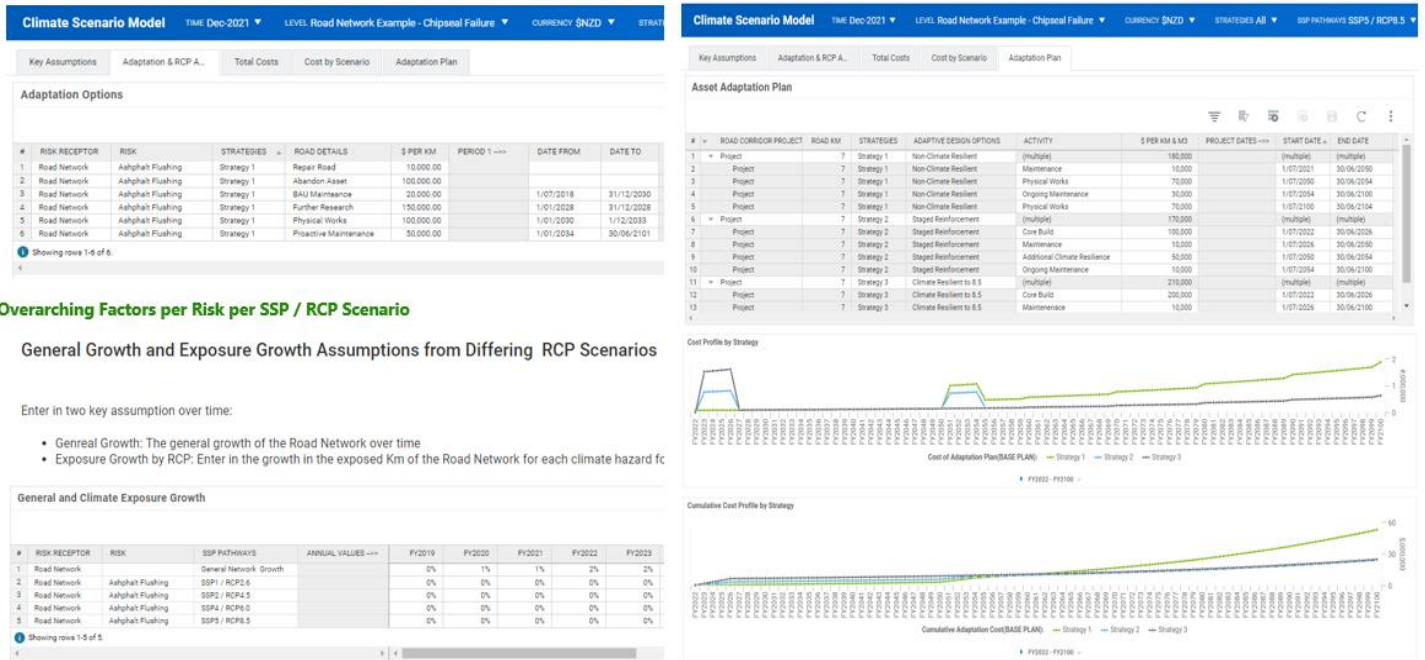 Climate Scenario Model TIME Dec-2021 ▼ LEVEL Road Network Example - Chipseal Failure ▼ CURRENCY $NZD ▼ STRATI
Key Assumptions Adaptation & RCP A... Total Costs Cost by Scenario Adaptation Plan
Adaptation Options
# RISK RECEPTOR RISK STRATEGIES ROAD DETAILS $ PER KM PERIOD 1 -->> DATE FROM DATE TO
1 Road Network Ashphalt Flushing Strategy 1 Repair Road 10,000.00
2 Road Network Ashphalt Flushing Strategy 1 Abandon Asset 100,000.00
3 Road Network Ashphalt Flushing Strategy 1 BAU Mainteance 20,000.00 1/07/2018 31/12/2030
4 Road Network Ashphalt Flushing Strategy 1 Further Research 150,000.00 1/01/2028 31/12/2028
5 Road Network Ashphalt Flushing Strategy 1 Physical Works 100,000.00 1/01/2030 1/12/2033
6 Road Network Ashphalt Flushing Strategy 1 Proactive Maintenance 50,000.00 1/01/2034 30/06/2101
Showing rows 1-6 of 6.
Overarching Factors per Risk per SSP / RCP Scenario
General Growth and Exposure Growth Assumptions from Differing RCP Scenarios
Enter in two key assumption over time:
• Genreal Growth: The general growth of the Road Network over time
• Exposure Growth by RCP: Enter in the growth in the exposed Km of the Road Network for each climate hazard fo
General and Climate Exposure Growth
# RISK RECEPTOR RISK SSP PATHWAYS ANNUAL VALUES -->> FY2019 FY2020 FY2021 FY2022 FY2023
1 Road Network General Network Growth 0% 1% 1% 2% 2%
2 Road Network Ashphalt Flushing SSP1 / RCP2.6 0% 0% 0% 0% 0%
3 Road Network Ashphalt Flushing SSP2 / RCP4.5 0% 0% 0% 0% 0%
4 Road Network Ashphalt Flushing SSP4 / RCP6.0 0% 0% 0% 0% 0%
5 Road Network Ashphalt Flushing SSP5 / RCP8.5 0% 0% 0% 0% 0%
Showing rows 1-5 of 5.
Climate Scenario Model TIME Dec-2021 ▼ LEVEL Road Network Example - Chipseal Failure ▼ CURRENCY $NZD ▼ STRATEGIES All ▼ SSP PATHWAYS SSP5 / RCP8.5 ▼
Key Assumptions Adaptation & RCP A... Total Costs Cost by Scenario Adaptation Plan
Asset Adaptation Plan
# ROAD CORRIDOR PROJECT ROAD KM STRATEGIES ADAPTIVE DESIGN OPTIONS ACTIVITY $ PER KM & M3 PROJECT DATES -->> START DATE END DATE
1 Project 7 Strategy 1 Non-Climate Resilient (multiple) 180,000 (multiple) (multiple)
2 Project 7 Strategy 1 Non-Climate Resilient Maintenance 10,000 1/07/2021 30/06/2050
3 Project 7 Strategy 1 Non-Climate Resilient Physical Works 70,000 1/07/2050 30/06/2054
4 Project 7 Strategy 1 Non-Climate Resilient Ongoing Maintenance 30,000 1/07/2054 30/06/2100
5 Project 7 Strategy 1 Non-Climate Resilient Physical Works 70,000 1/07/2100 30/06/2104
6 Project 7 Strategy 2 Staged Reinforcement (multiple) 170,000 (multiple) (multiple)
7 Project 7 Strategy 2 Staged Reinforcement Core Build 100,000 1/07/2022 30/06/2026
8 Project 7 Strategy 2 Staged Reinforcement Maintenance 10,000 1/07/2026 30/06/2050
9 Project 7 Strategy 2 Staged Reinforcement Additional Climate Resilience 50,000 1/07/2050 30/06/2054
10 Project 7 Strategy 2 Staged Reinforcement Ongoing Maintenance 10,000 1/07/2054 30/06/2100
11 Project 7 Strategy 3 Climate Resilient to 8.5 (multiple) 210,000 (multiple) (multiple)
12 Project 7 Strategy 3 Climate Resilient to 8.5 Core Build 200,000 1/07/2022 30/06/2026
13 Project 7 Strategy 3 Climate Resilient to 8.5 Maintenenace 10,000 1/07/2026 30/06/2100
Cost Profile by Strategy
2
1
0
Cost of Adaptation Plan(BASE PLAN): Strategy 1 Strategy 2 Strategy 3
FY2022 - FY2100
Cumulative Cost Profile by Strategy
60
30
0
Cumulative Adaptation Cost(BASE PLAN): Strategy 1 Strategy 2 Strategy 3
FY2022 - FY2100